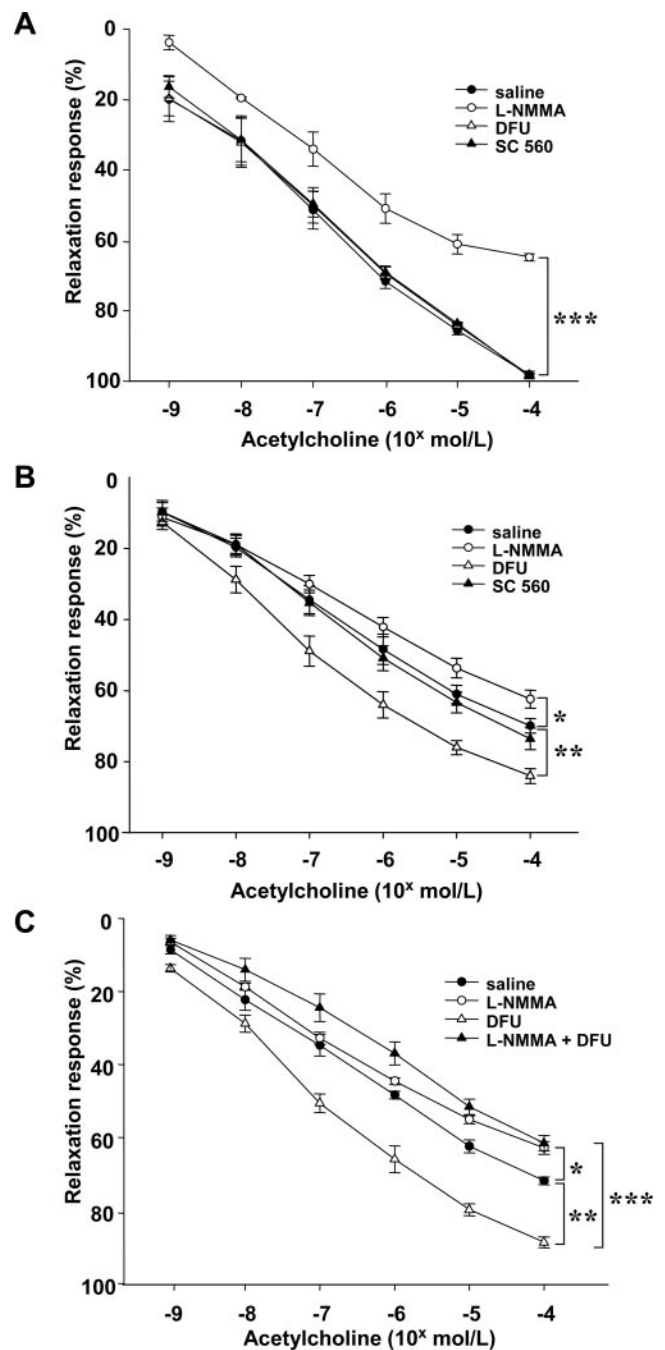 A
0
20
40
60
80
100
Relaxation response (%)
saline
L-NMMA
DFU
SC 560
***
-9 -8 -7 -6 -5 -4
Acetylcholine (10ˣ mol/L)
B
0
20
40
60
80
100
Relaxation response (%)
saline
L-NMMA
DFU
SC 560
*
**
-9 -8 -7 -6 -5 -4
Acetylcholine (10ˣ mol/L)
C
0
20
40
60
80
100
Relaxation response (%)
saline
L-NMMA
DFU
L-NMMA + DFU
*
** ***
-9 -8 -7 -6 -5 -4
Acetylcholine (10ˣ mol/L)